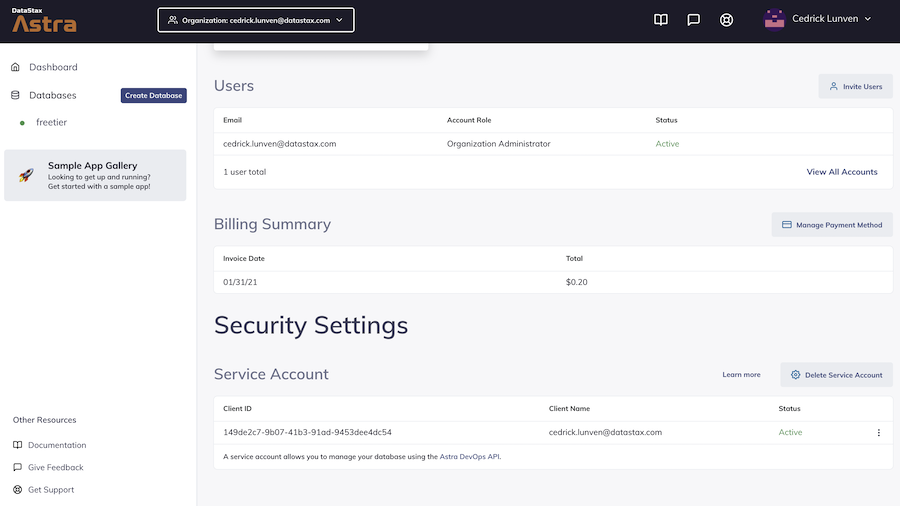 DataStax
Astra
Organization: cedrick.lunven@datastax.com
Cedrick Lunven
Dashboard
Databases
Create Database
freetier
Sample App Gallery
Looking to get up and running?
Get started with a sample app!
Other Resources
Documentation
Give Feedback
Get Support
Users
Invite Users
Email Account Role Status
cedrick.lunven@datastax.com Organization Administrator Active
1 user total View All Accounts
Billing Summary
Manage Payment Method
Invoice Date Total
01/31/21 $0.20
Security Settings
Service Account
Learn more
Delete Service Account
Client ID Client Name Status
149de2c7-9b07-41b3-91ad-9453dee4dc54 cedrick.lunven@datastax.com Active
A service account allows you to manage your database using the Astra DevOps API.